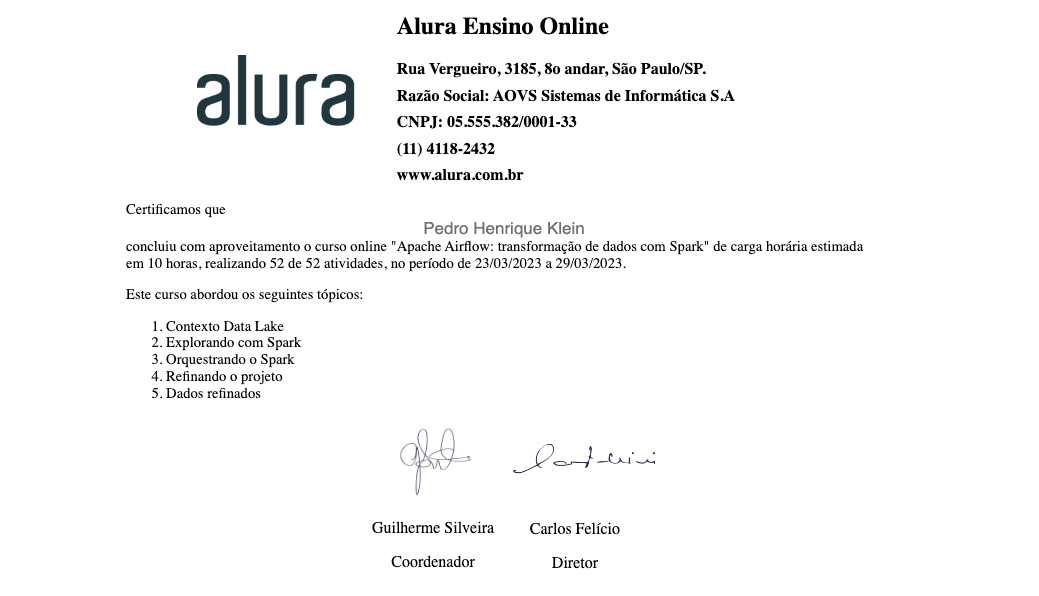 alura
Alura Ensino Online
Rua Vergueiro, 3185, 8o andar, São Paulo/SP.
Razão Social: AOVS Sistemas de Informática S.A
CNPJ: 05.555.382/0001-33
(11) 4118-2432
www.alura.com.br
Certificamos que
Pedro Henrique Klein
concluiu com aproveitamento o curso online "Apache Airflow: transformação de dados com Spark" de carga horária estimada
em 10 horas, realizando 52 de 52 atividades, no período de 23/03/2023 a 29/03/2023.
Este curso abordou os seguintes tópicos:
1. Contexto Data Lake
2. Explorando com Spark
3. Orquestrando o Spark
4. Refinando o projeto
5. Dados refinados
Guilherme Silveira Carlos Felício
Coordenador Diretor